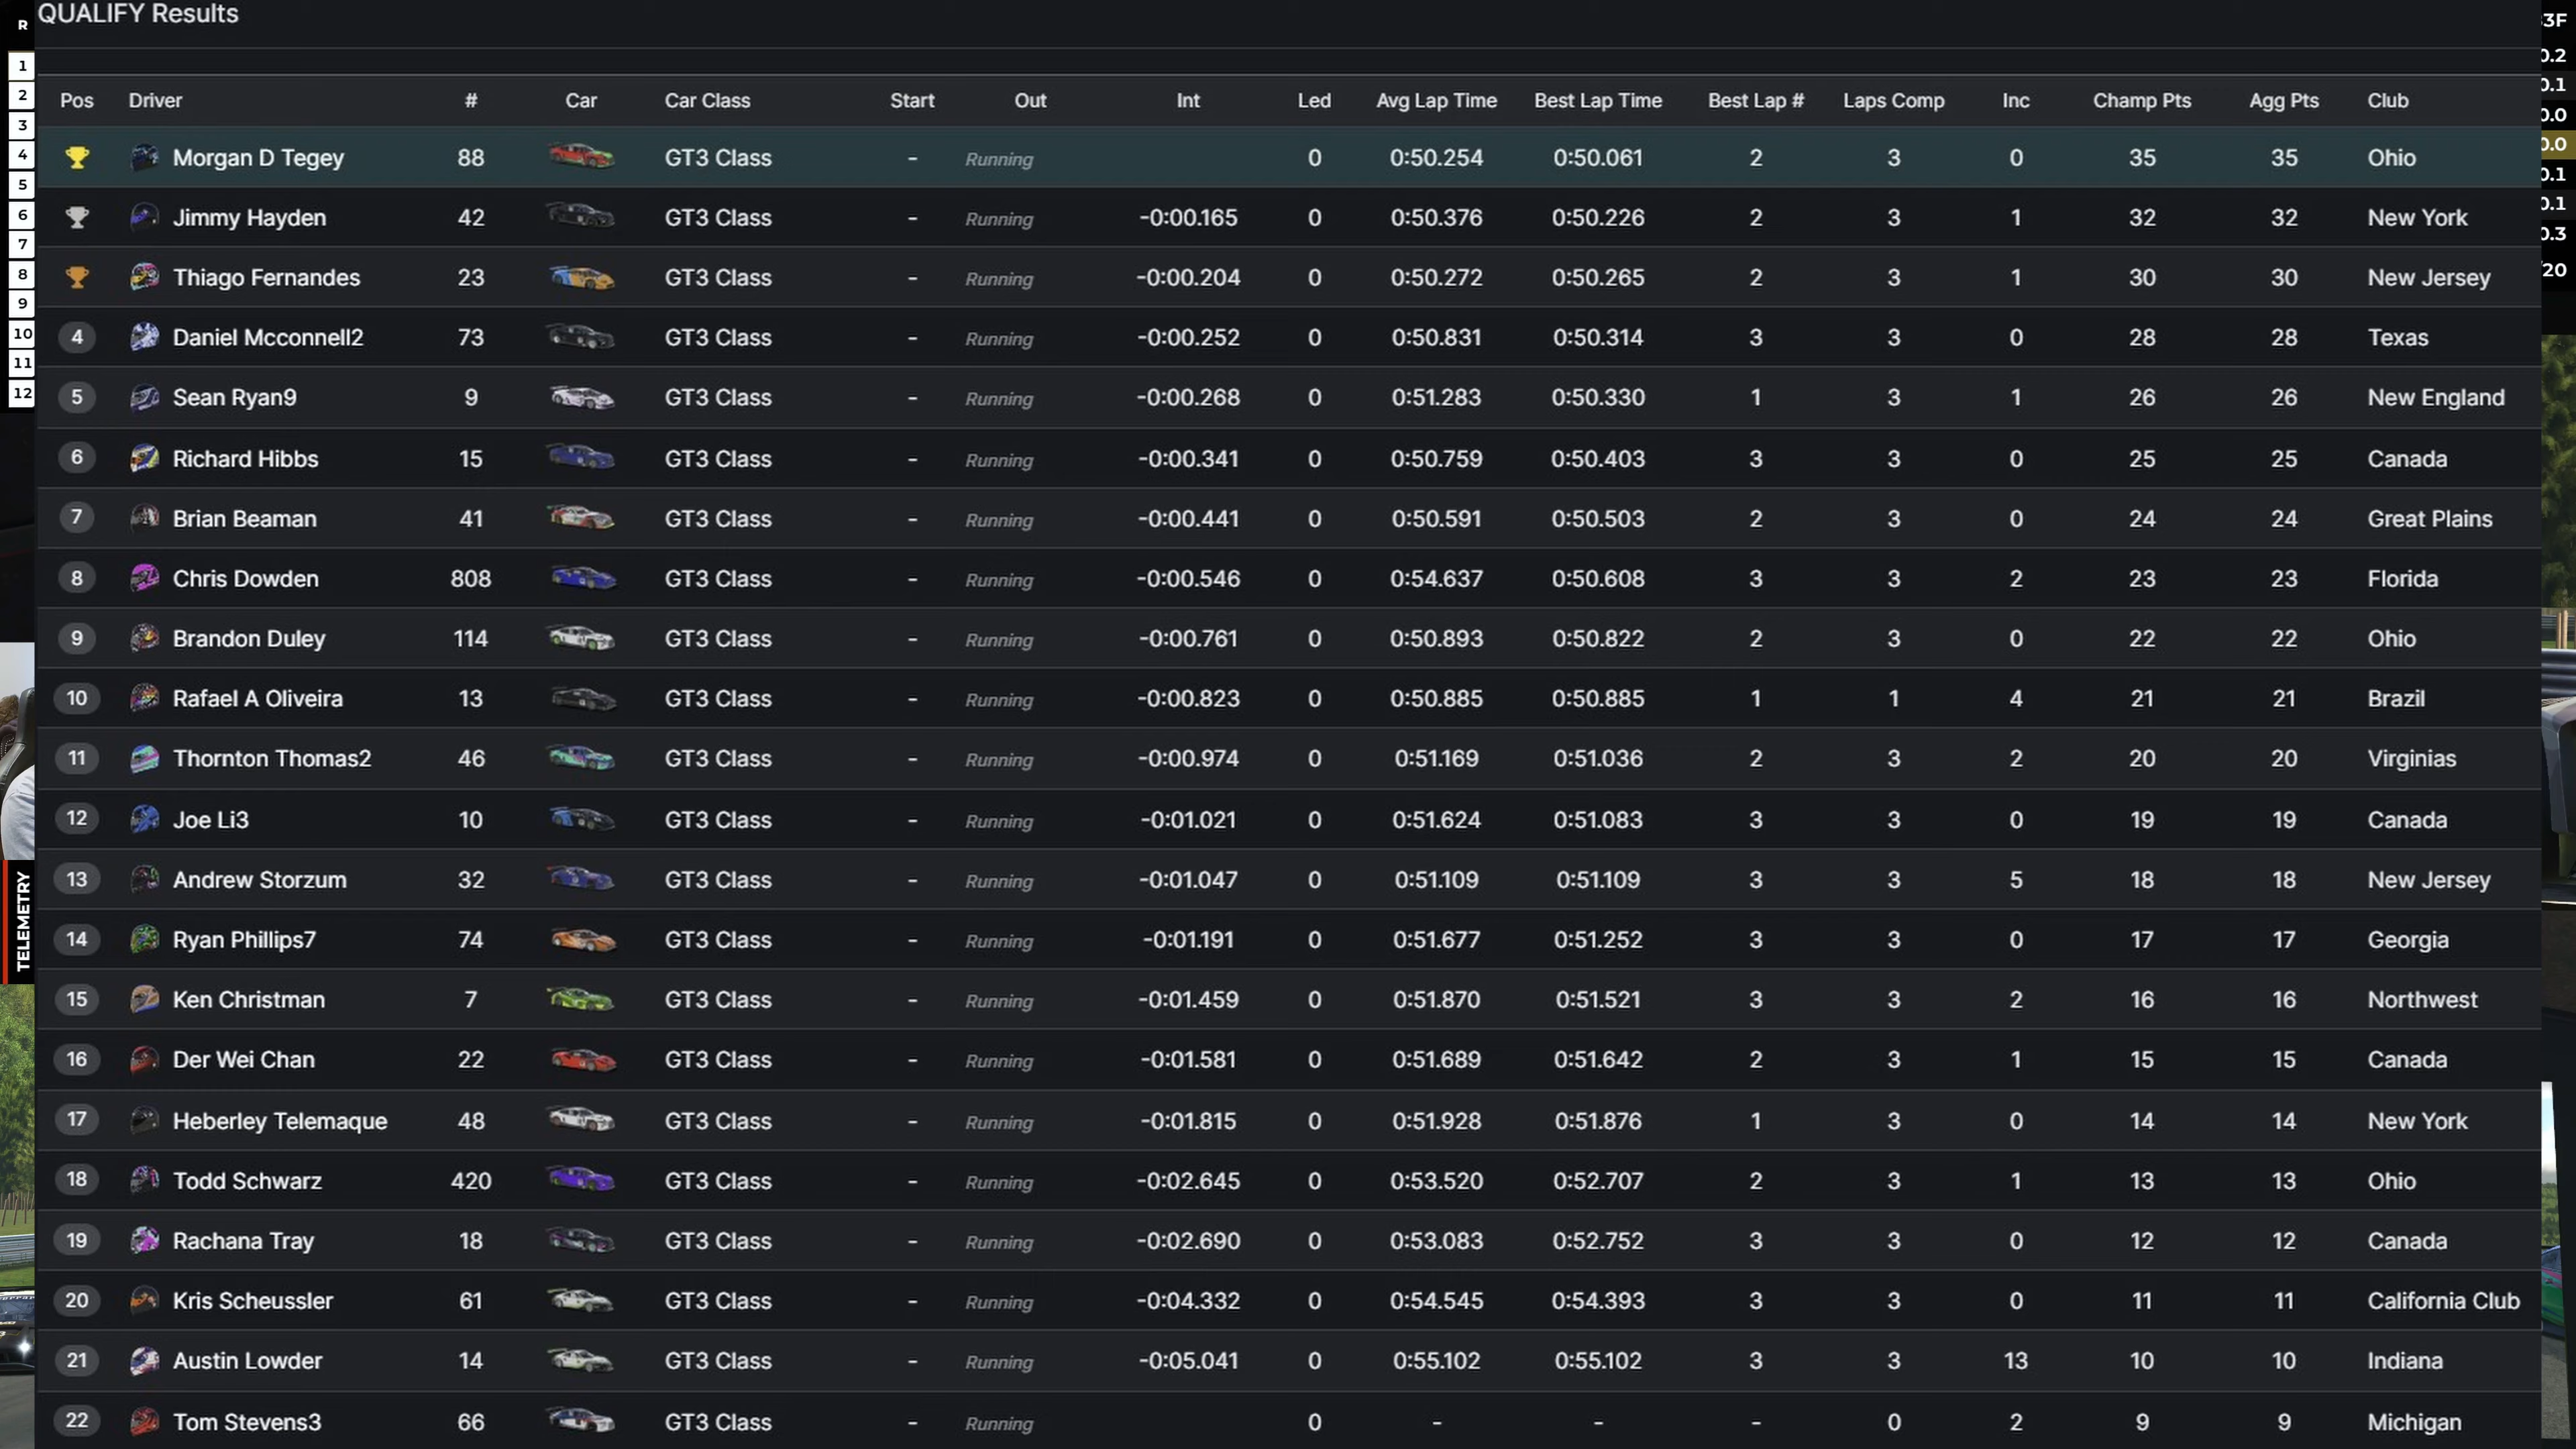 QUALIFY Results
R
1
2
3
4
5
6
7
8
9
10
11
12
TELEMETRY
Pos Driver # Car Car Class Start Out Int Led Avg Lap Time Best Lap Time Best Lap # Laps Comp Inc Champ Pts Agg Pts Club
Morgan D Tegey 88 GT3 Class - Running 0 0:50.254 0:50.061 2 3 0 35 35 Ohio
Jimmy Hayden 42 GT3 Class - Running -0:00.165 0 0:50.376 0:50.226 2 3 1 32 32 New York
Thiago Fernandes 23 GT3 Class - Running -0:00.204 0 0:50.272 0:50.265 2 3 1 30 30 New Jersey
4 Daniel Mcconnell2 73 GT3 Class - Running -0:00.252 0 0:50.831 0:50.314 3 3 0 28 28 Texas
5 Sean Ryan9 9 GT3 Class - Running -0:00.268 0 0:51.283 0:50.330 1 3 1 26 26 New England
6 Richard Hibbs 15 GT3 Class - Running -0:00.341 0 0:50.759 0:50.403 3 3 0 25 25 Canada
7 Brian Beaman 41 GT3 Class - Running -0:00.441 0 0:50.591 0:50.503 2 3 0 24 24 Great Plains
8 Chris Dowden 808 GT3 Class - Running -0:00.546 0 0:54.637 0:50.608 3 3 2 23 23 Florida
9 Brandon Duley 114 GT3 Class - Running -0:00.761 0 0:50.893 0:50.822 2 3 0 22 22 Ohio
10 Rafael A Oliveira 13 GT3 Class - Running -0:00.823 0 0:50.885 0:50.885 1 1 4 21 21 Brazil
11 Thornton Thomas2 46 GT3 Class - Running -0:00.974 0 0:51.169 0:51.036 2 3 2 20 20 Virginias
12 Joe Li3 10 GT3 Class - Running -0:01.021 0 0:51.624 0:51.083 3 3 0 19 19 Canada
13 Andrew Storzum 32 GT3 Class - Running -0:01.047 0 0:51.109 0:51.109 3 3 5 18 18 New Jersey
14 Ryan Phillips7 74 GT3 Class - Running -0:01.191 0 0:51.677 0:51.252 3 3 0 17 17 Georgia
15 Ken Christman 7 GT3 Class - Running -0:01.459 0 0:51.870 0:51.521 3 3 2 16 16 Northwest
16 Der Wei Chan 22 GT3 Class - Running -0:01.581 0 0:51.689 0:51.642 2 3 1 15 15 Canada
17 Heberley Telemaque 48 GT3 Class - Running -0:01.815 0 0:51.928 0:51.876 1 3 0 14 14 New York
18 Todd Schwarz 420 GT3 Class - Running -0:02.645 0 0:53.520 0:52.707 2 3 1 13 13 Ohio
19 Rachana Tray 18 GT3 Class - Running -0:02.690 0 0:53.083 0:52.752 3 3 0 12 12 Canada
20 Kris Scheussler 61 GT3 Class - Running -0:04.332 0 0:54.545 0:54.393 3 3 0 11 11 California Club
21 Austin Lowder 14 GT3 Class - Running -0:05.041 0 0:55.102 0:55.102 3 3 13 10 10 Indiana
22 Tom Stevens3 66 GT3 Class - Running 0 - - - 0 2 9 9 Michigan